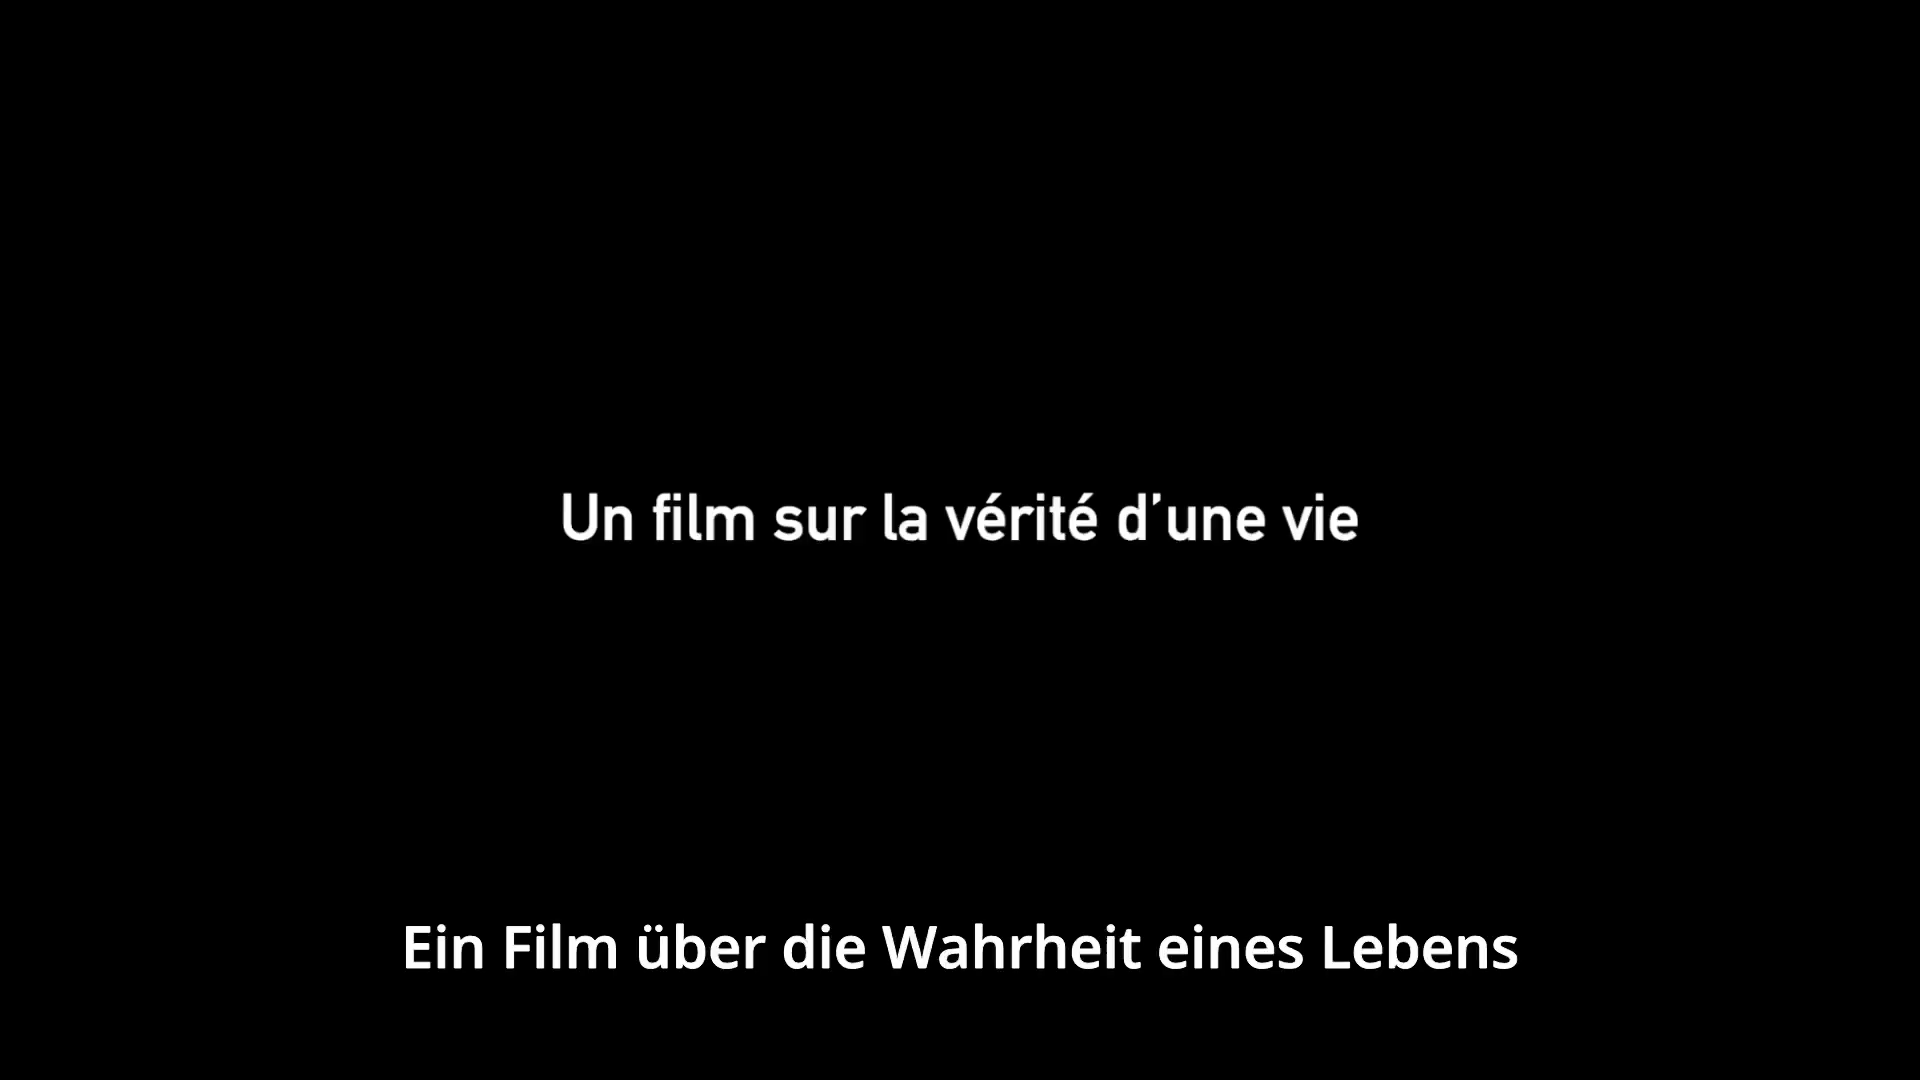 Un film sur la vérité d’une vie
Ein Film über die Wahrheit eines Lebens